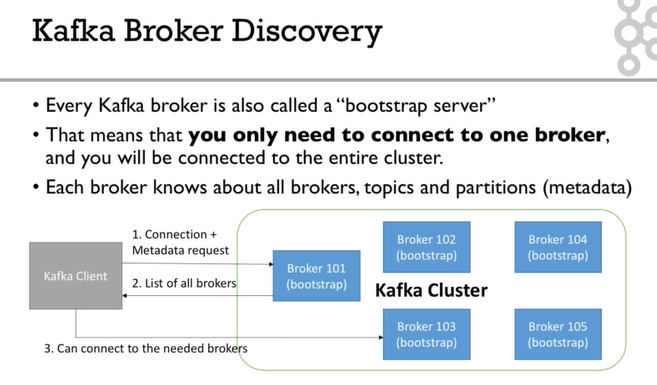 Kafka Broker Discovery
• Every Kafka broker is also called a “bootstrap server”
• That means that you only need to connect to one broker,
and you will be connected to the entire cluster.
• Each broker knows about all brokers, topics and partitions (metadata)
Kafka Client
1. Connection +
Metadata request
2. List of all brokers
3. Can connect to the needed brokers
Broker 101
(bootstrap)
Broker 102
(bootstrap)
Broker 104
(bootstrap)
Kafka Cluster
Broker 103
(bootstrap)
Broker 105
(bootstrap)